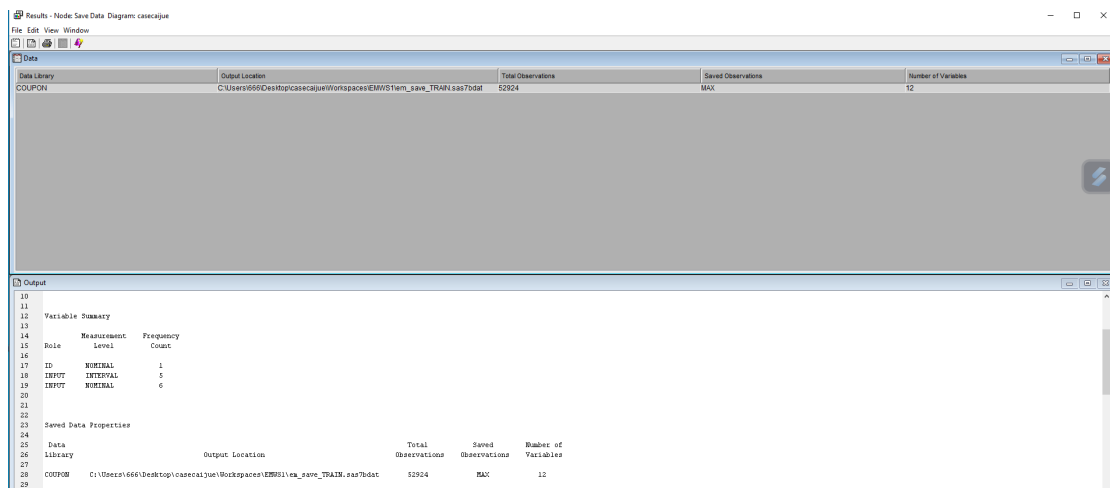 Results - Node: Save Data Diagram: casecaijue
File Edit View Window
Data
Data Library Output Location Total Observations Saved Observations Number of Variables
COUPON C:\Users\666\Desktop\casecaijue\Workspaces\EMWS1\em_save_TRAIN.sas7bdat 52924 MAX 12
Output
10
11
12 Variable Summary
13
14 Measurement Frequency
15 Role Level Count
16
17 ID NOMINAL 1
18 INPUT INTERVAL 5
19 INPUT NOMINAL 6
20
21
22
23 Saved Data Properties
24
25 Data Total Saved Number of
26 Library Output Location Observations Observations Variables
27
28 COUPON C:\Users\666\Desktop\casecaijue\Workspaces\EMWS1\em_save_TRAIN.sas7bdat 52924 MAX 12
29